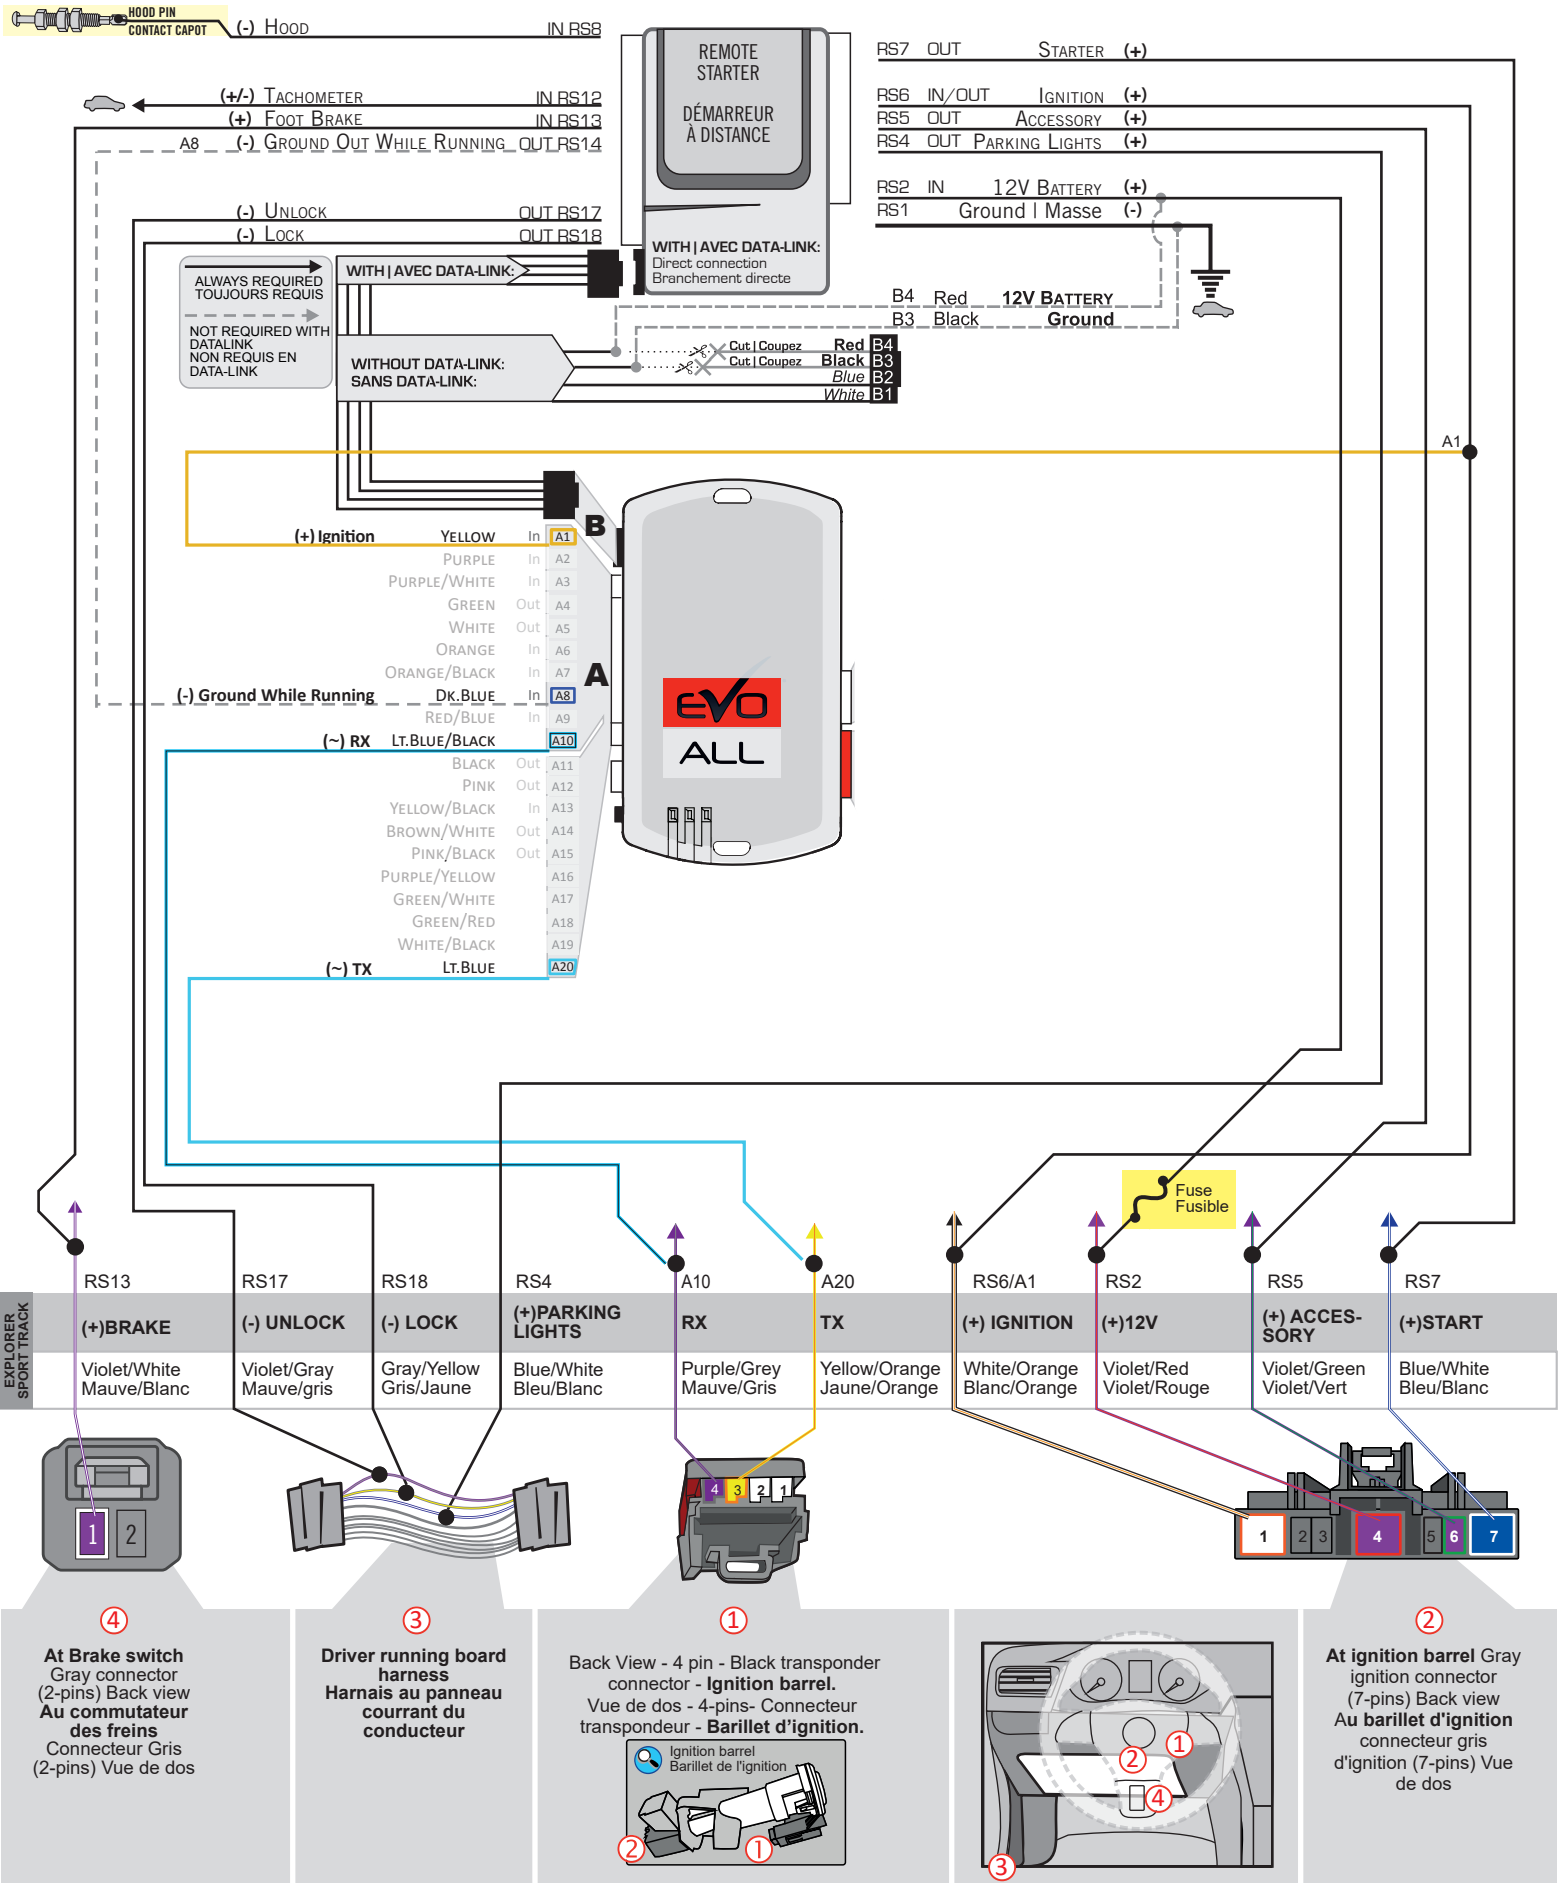 HOOD PIN
CONTACT CAPOT
(-) HOOD IN RS8
(+/-) TACHOMETER IN RS12
(+) FOOT BRAKE IN RS13
A8 (-) GROUND OUT WHILE RUNNING OUT RS14
(-) UNLOCK OUT RS17
(-) LOCK OUT RS18
REMOTE
STARTER
DÉMARREUR
À DISTANCE
WITH | AVEC DATA-LINK:
Direct connection
Branchement directe
RS7 OUT STARTER (+)
RS6 IN/OUT IGNITION (+)
RS5 OUT ACCESSORY (+)
RS4 OUT PARKING LIGHTS (+)
RS2 IN 12V BATTERY (+)
RS1 Ground | Masse (-)
ALWAYS REQUIRED
TOUJOURS REQUIS
NOT REQUIRED WITH
DATALINK
NON REQUIS EN
DATA-LINK
WITH | AVEC DATA-LINK:
WITHOUT DATA-LINK:
SANS DATA-LINK:
B4 Red 12V BATTERY
B3 Black Ground
Cut | Coupez Red B4
Cut | Coupez Black B3
Blue B2
White B1
A1
B
A
(+) Ignition YELLOW In A1
PURPLE In A2
PURPLE/WHITE In A3
GREEN Out A4
WHITE Out A5
ORANGE In A6
ORANGE/BLACK In A7
(-) Ground While Running DK.BLUE In A8
RED/BLUE In A9
(~) RX LT.BLUE/BLACK A10
BLACK Out A11
PINK Out A12
YELLOW/BLACK In A13
BROWN/WHITE Out A14
PINK/BLACK Out A15
PURPLE/YELLOW A16
GREEN/WHITE A17
GREEN/RED A18
WHITE/BLACK A19
(~) TX LT.BLUE A20
EVO
ALL
Fuse
Fusible
RS13 RS17 RS18 RS4 A10 A20 RS6/A1 RS2 RS5 RS7
EXPLORER
SPORT TRACK
(+)BRAKE
(-) UNLOCK
(-) LOCK
(+)PARKING
LIGHTS
RX
TX
(+) IGNITION
(+)12V
(+) ACCES-
SORY
(+)START
Violet/White
Mauve/Blanc
Violet/Gray
Mauve/gris
Gray/Yellow
Gris/Jaune
Blue/White
Bleu/Blanc
Purple/Grey
Mauve/Gris
Yellow/Orange
Jaune/Orange
White/Orange
Blanc/Orange
Violet/Red
Violet/Rouge
Violet/Green
Violet/Vert
Blue/White
Bleu/Blanc
1 2
4 3 2 1
1 2 3 4 5 6 7
4
At Brake switch
Gray connector
(2-pins) Back view
Au commutateur
des freins
Connecteur Gris
(2-pins) Vue de dos
3
Driver running board
harness
Harnais au panneau
courrant du
conducteur
1
Back View - 4 pin - Black transponder
connector - Ignition barrel.
Vue de dos - 4-pins- Connecteur
transpondeur - Barillet d’ignition.
Ignition barrel
Barillet de l'ignition
2 1
1
2
4
3
2
At ignition barrel Gray
ignition connector
(7-pins) Back view
Au barillet d'ignition
connecteur gris
d'ignition (7-pins) Vue
de dos